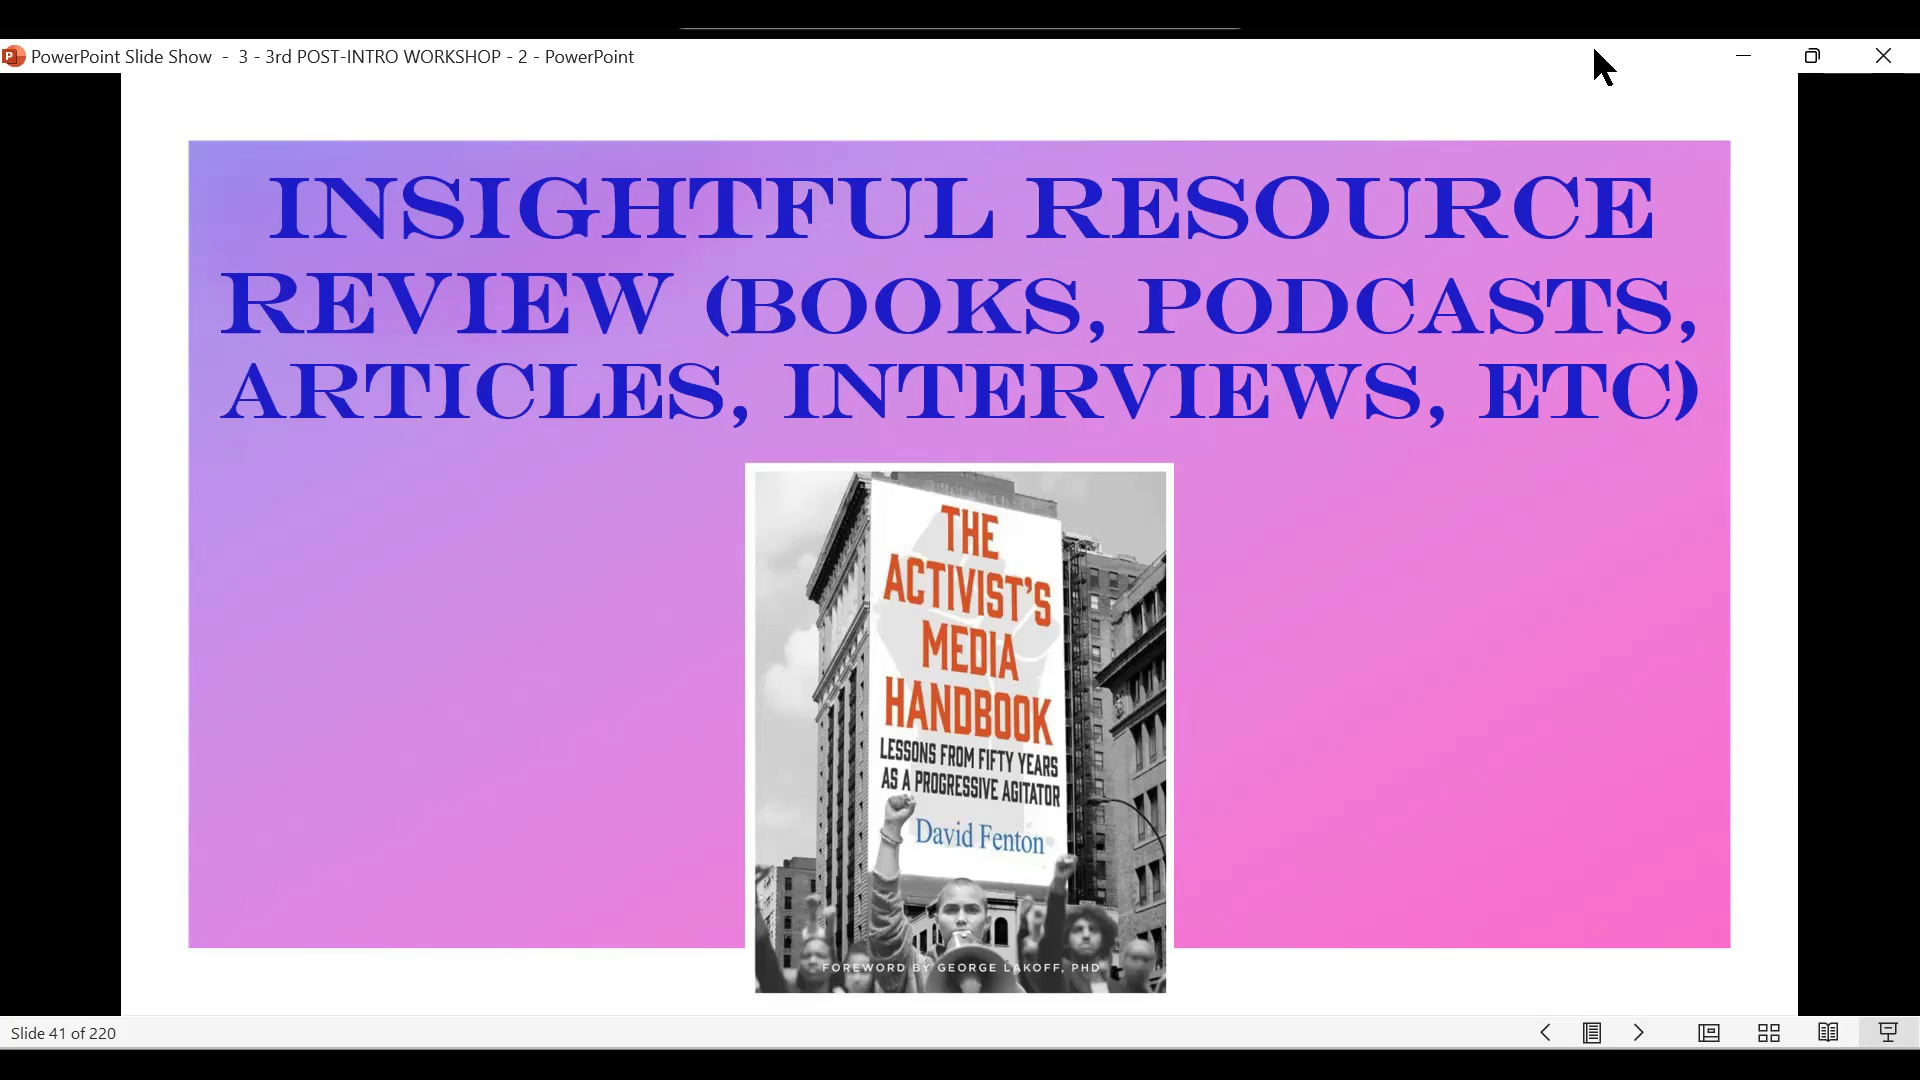 PowerPoint Slide Show - 3 - 3rd POST-INTRO WORKSHOP - 2 - PowerPoint
INSIGHTFUL RESOURCE
REVIEW (BOOKS, PODCASTS,
ARTICLES, INTERVIEWS, ETC)
THE
ACTIVIST'S
MEDIA
HANDBOOK
LESSONS FROM FIFTY YEARS
AS A PROGRESSIVE AGITATOR
David Fenton
FOREWORD BY GEORGE LAKOFF, PHD
Slide 41 of 220